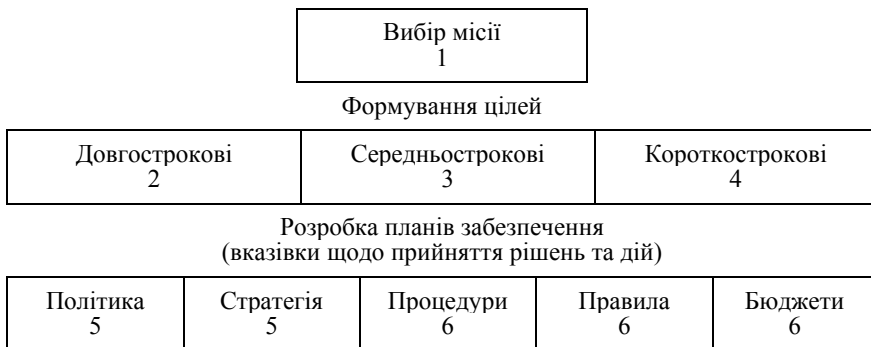 Вибір місії
1
Формування цілей
Довгострокові Середньострокові Короткострокові
2 3 4
Розробка планів забезпечення
(вказівки щодо прийняття рішень та дій)
Політика Стратегія Процедури Правила Бюджети
5 5 6 6 6